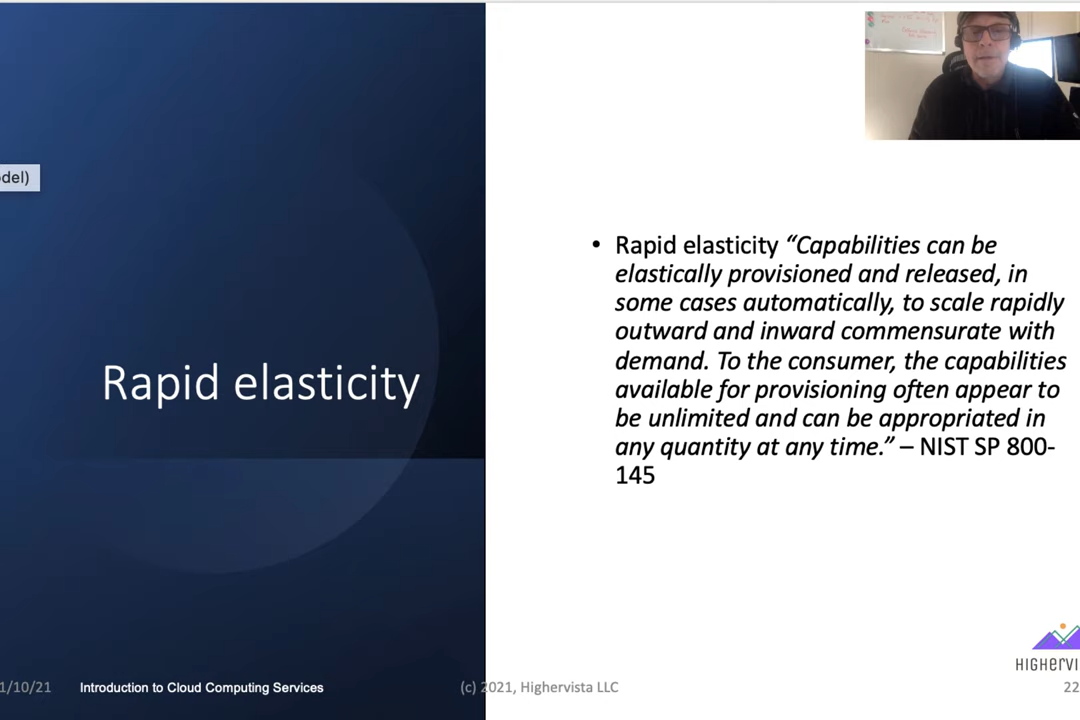 odel)
Rapid elasticity
• Rapid elasticity “Capabilities can be
elastically provisioned and released, in
some cases automatically, to scale rapidly
outward and inward commensurate with
demand. To the consumer, the capabilities
available for provisioning often appear to
be unlimited and can be appropriated in
any quantity at any time.” – NIST SP 800-
145
HIGHERVI
1/10/21
Introduction to Cloud Computing Services
(c) 2021, Highervista LLC
22